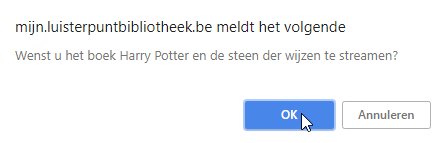 mijn.luisterpuntbibliotheek.be meldt het volgende
Wenst u het boek Harry Potter en de steen der wijzen te streamen?
OK
Annuleren